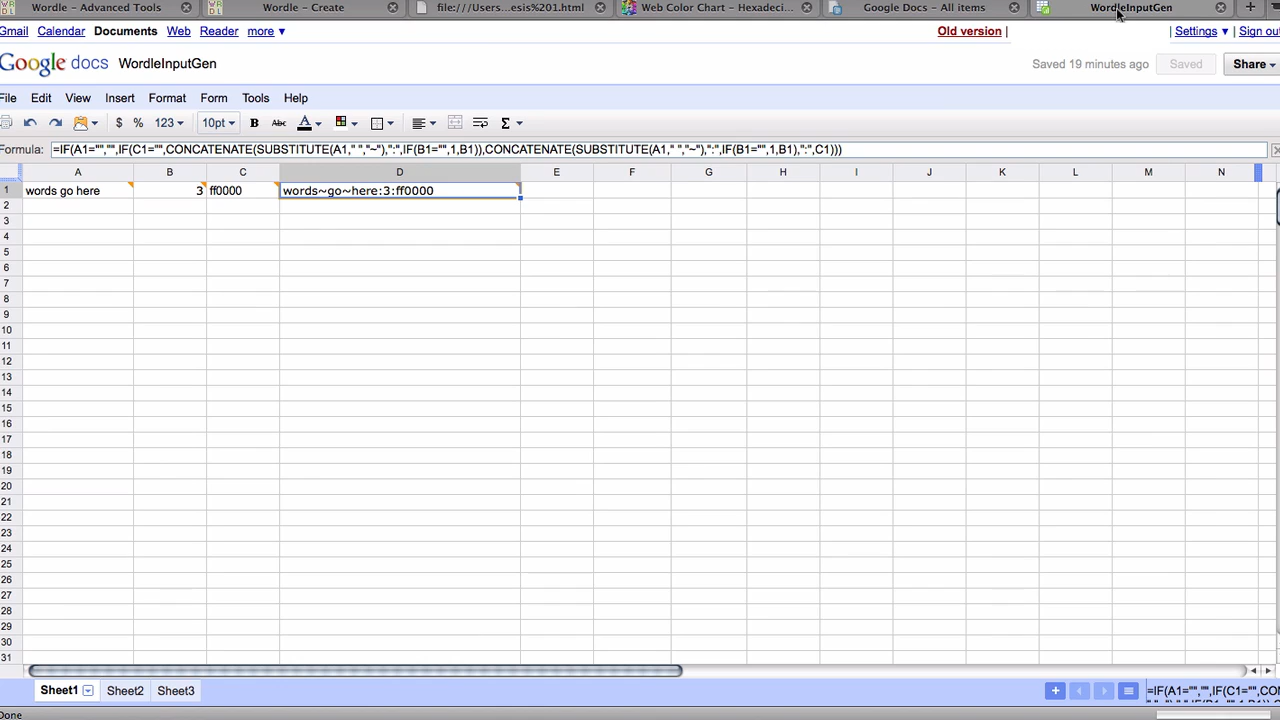 Wordle – Advanced Tools
Wordle – Create
file:///Users...esis%201.html
Web Color Chart – Hexadeci...
Google Docs - All items
WordleInputGen
Gmail Calendar Documents Web Reader more ▼ Old version | | Settings ▼ | Sign out
Google docs WordleInputGen Saved 19 minutes ago Saved Share
File Edit View Insert Format Form Tools Help
$ % 123 10pt B Abc A Σ
Formula: =IF(A1="","",IF(C1="",CONCATENATE(SUBSTITUTE(A1," ","~"),":",IF(B1="",1,B1)),CONCATENATE(SUBSTITUTE(A1," ","~"),":",IF(B1="",1,B1),":",C1)))
A B C D E F G H I J K L M N
1 words go here 3 ff0000 words~go~here:3:ff0000
2
3
4
5
6
7
8
9
10
11
12
13
14
15
16
17
18
19
20
21
22
23
24
25
26
27
28
29
30
31
Sheet1 Sheet2 Sheet3 =IF(A1="","",IF(C1="",CON
Done